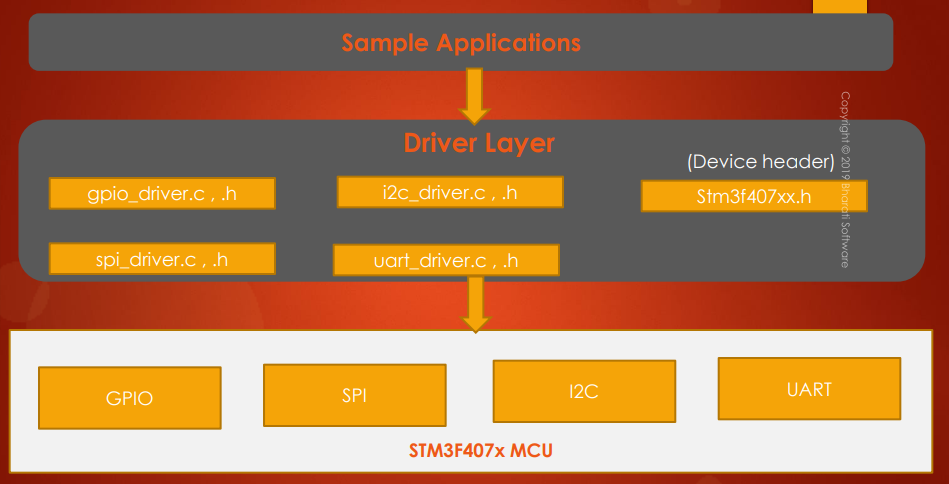 Sample Applications
Driver Layer
(Device header)
gpio_driver.c , .h
i2c_driver.c , .h
Stm3f407xx.h
spi_driver.c , .h
uart_driver.c , .h
Copyright © 2019 Bharati Software
GPIO
SPI
I2C
UART
STM3F407x MCU